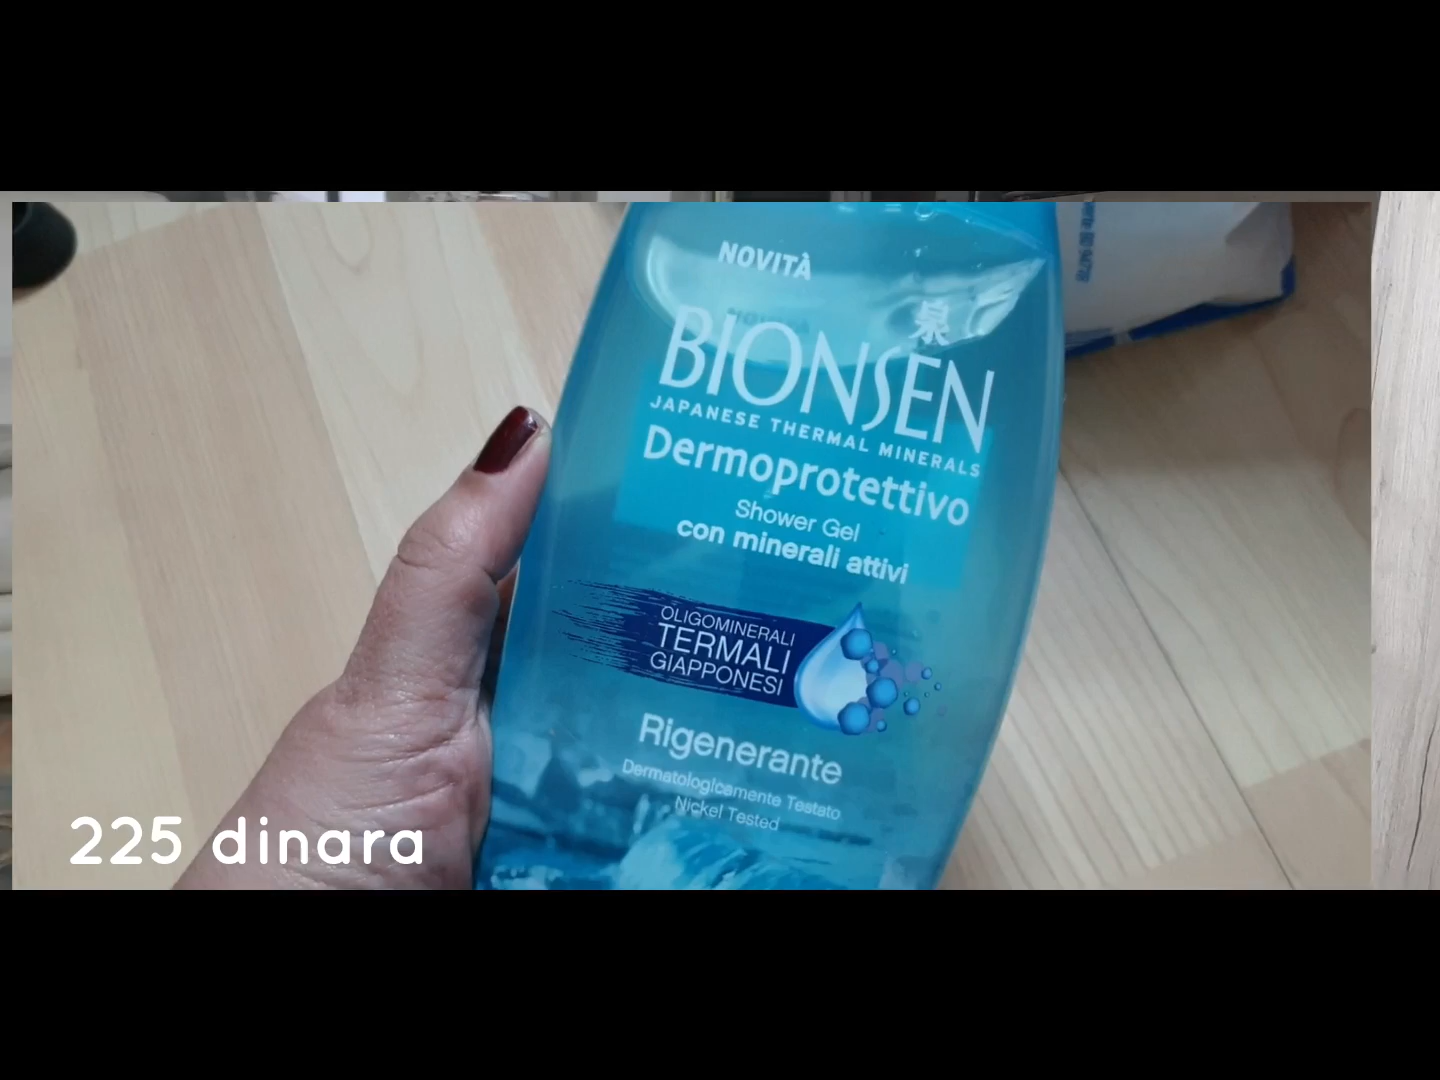 NOVITÀ
泉
BIONSEN
JAPANESE THERMAL MINERALS
Dermoprotettivo
Shower Gel
con minerali attivi
OLIGOMINERALI
TERMALI
GIAPPONESI
Rigenerante
Dermatologicamente Testato
Nickel Tested
225 dinara